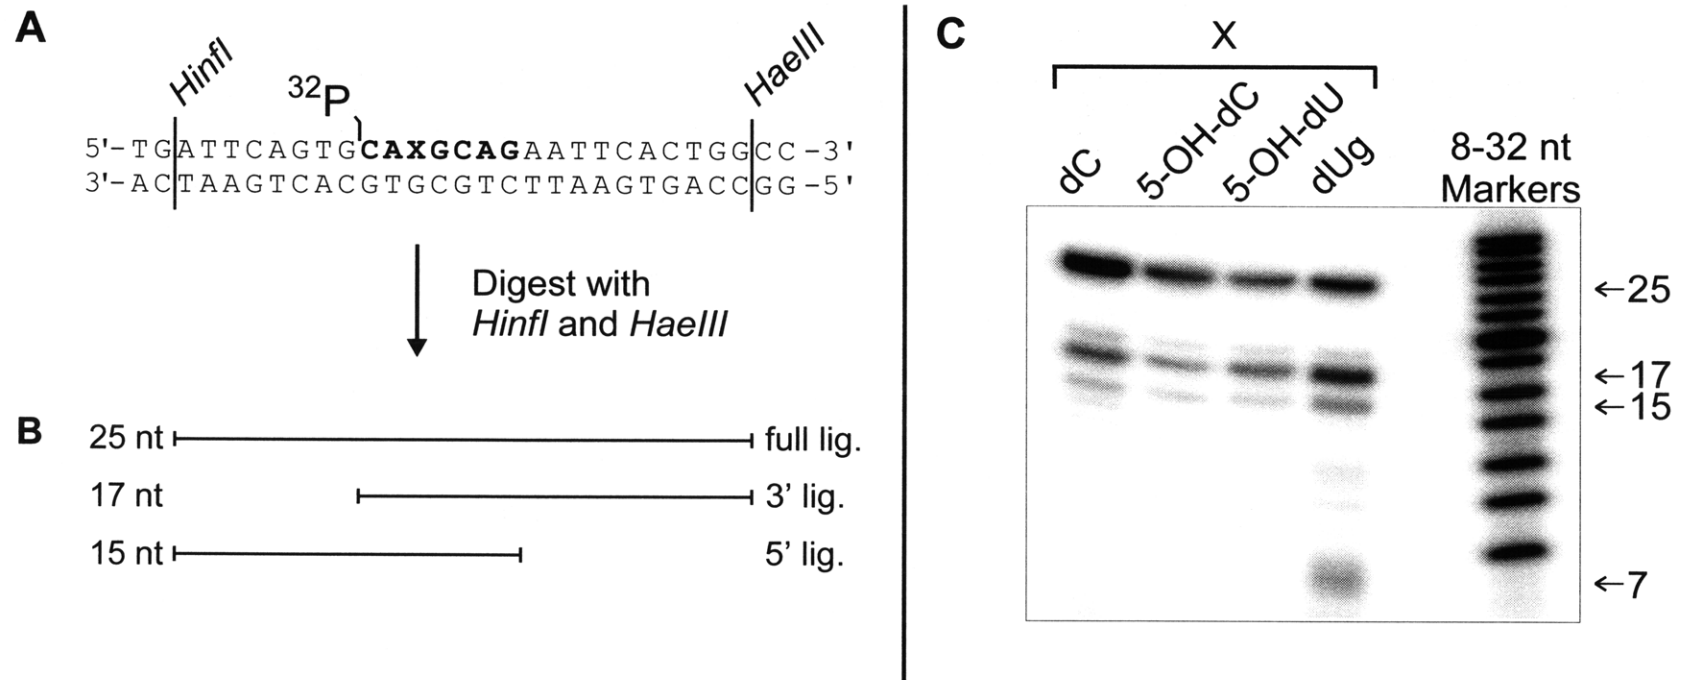 A
HinfI
32P
HaeIII
5'-TGATTCAGTGCAXGCAGAATTCACTGGCC-3'
3'-ACTAAGTCACGTGCGTCTTAAGTGACCGG-5'
Digest with
HinfI and HaeIII
B
25 nt full lig.
17 nt 3’ lig.
15 nt 5’ lig.
C
X
dC
5-OH-dC
5-OH-dU
dUg
8-32 nt
Markers
←25
←17
←15
←7